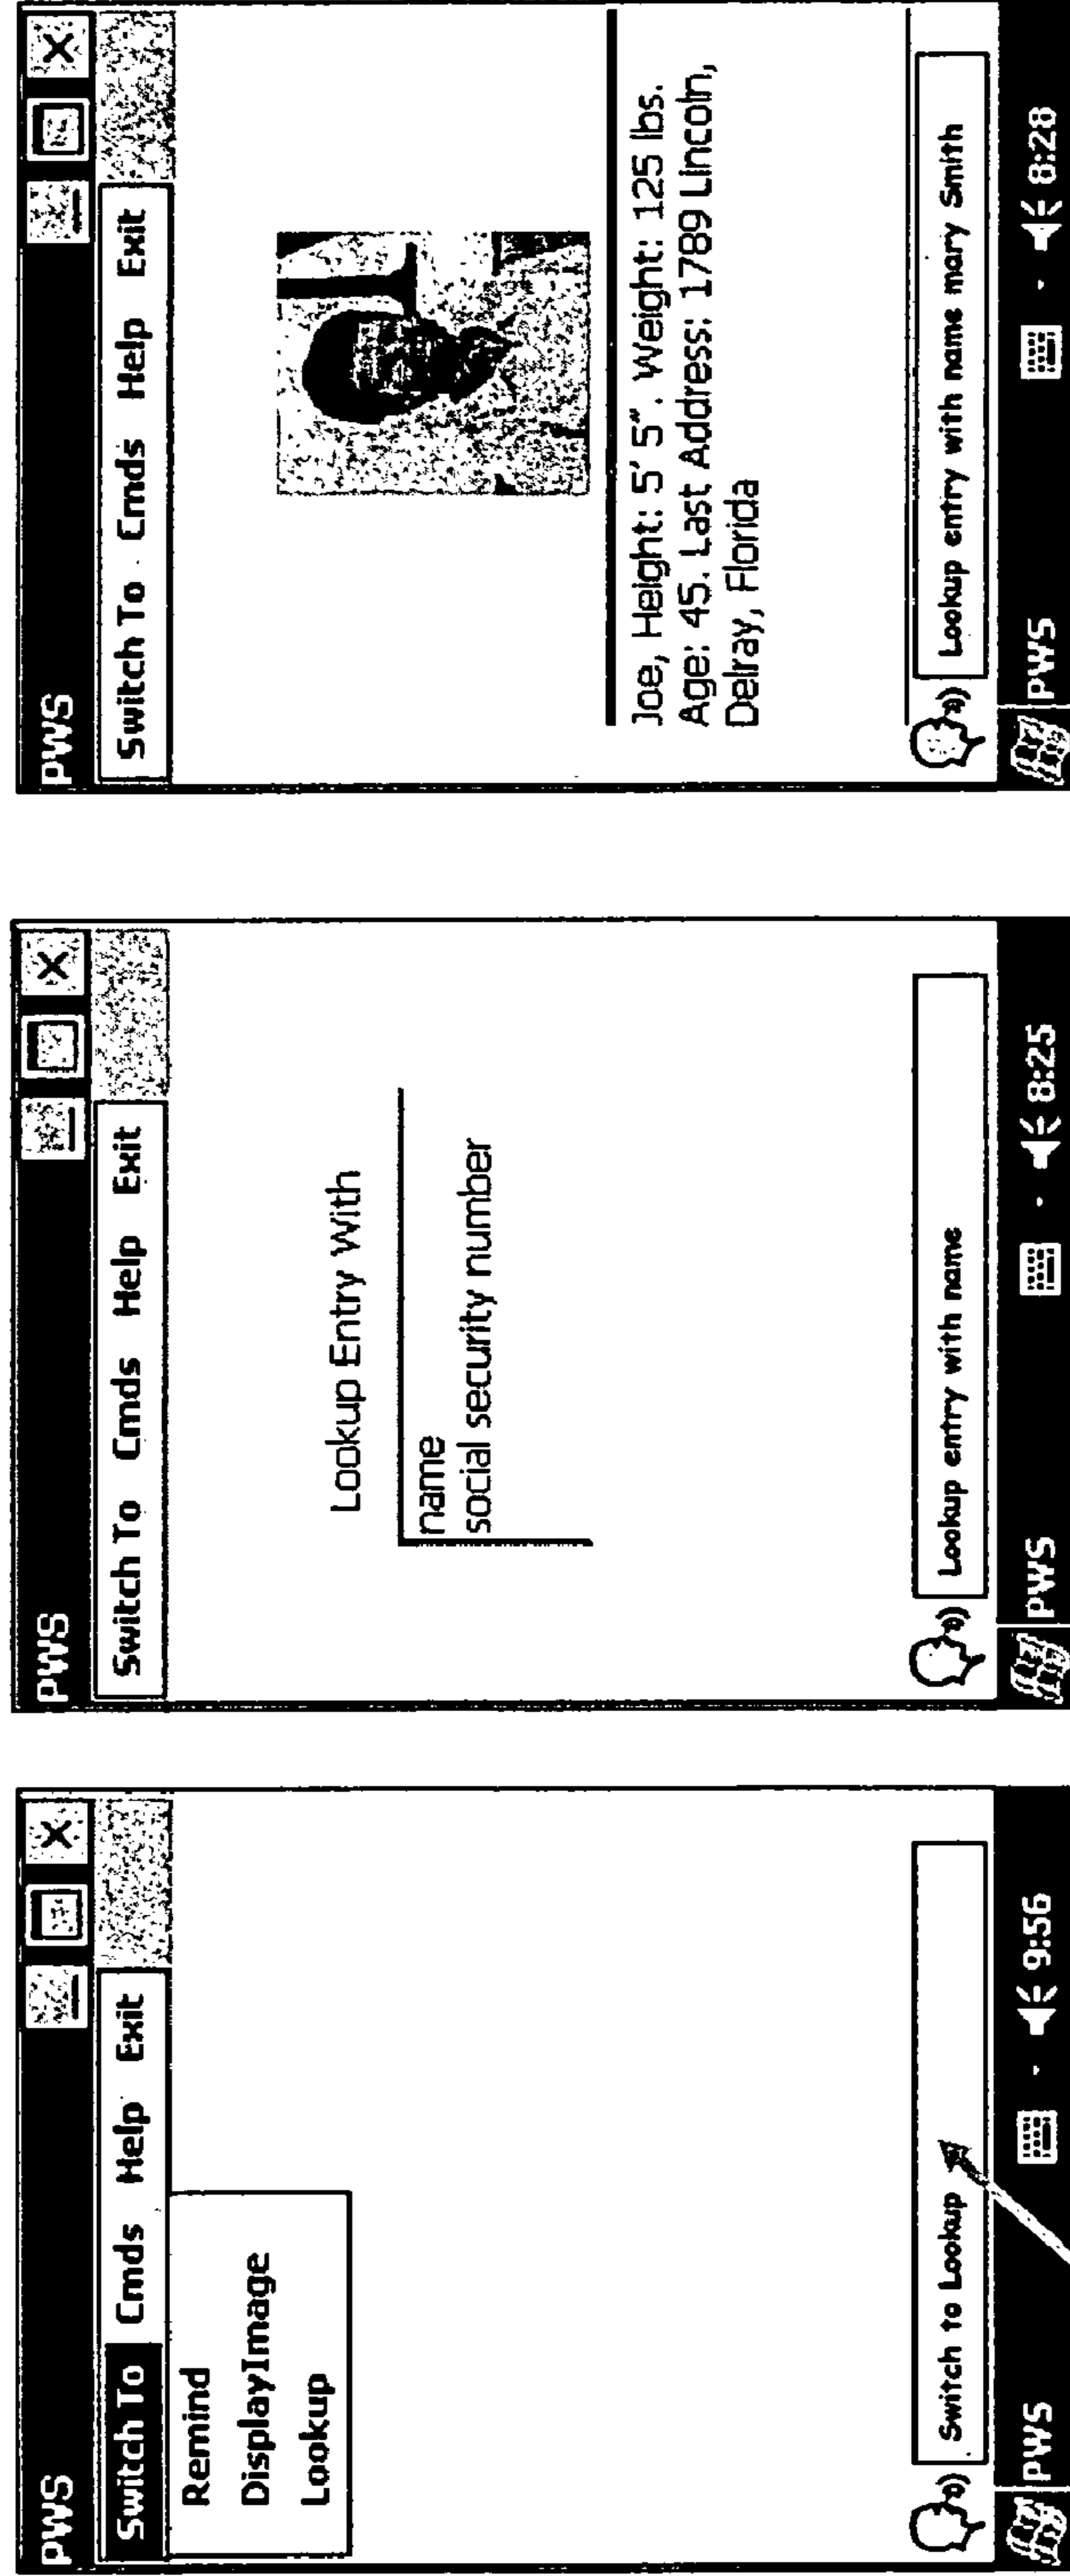 PWS
Switch To Cmds Help Exit
Remind
DisplayImage
Lookup
Switch to Lookup
PWS 9:56
PWS
Switch To Cmds Help Exit
Lookup Entry With
name
social security number
Lookup entry with name
PWS 8:25
PWS
Switch To Cmds Help Exit
Joe, Height: 5' 5". Weight: 125 lbs.
Age: 45. Last Address: 1789 Lincoln,
Delray, Florida
Lookup entry with name mary Smith
PWS 8:28